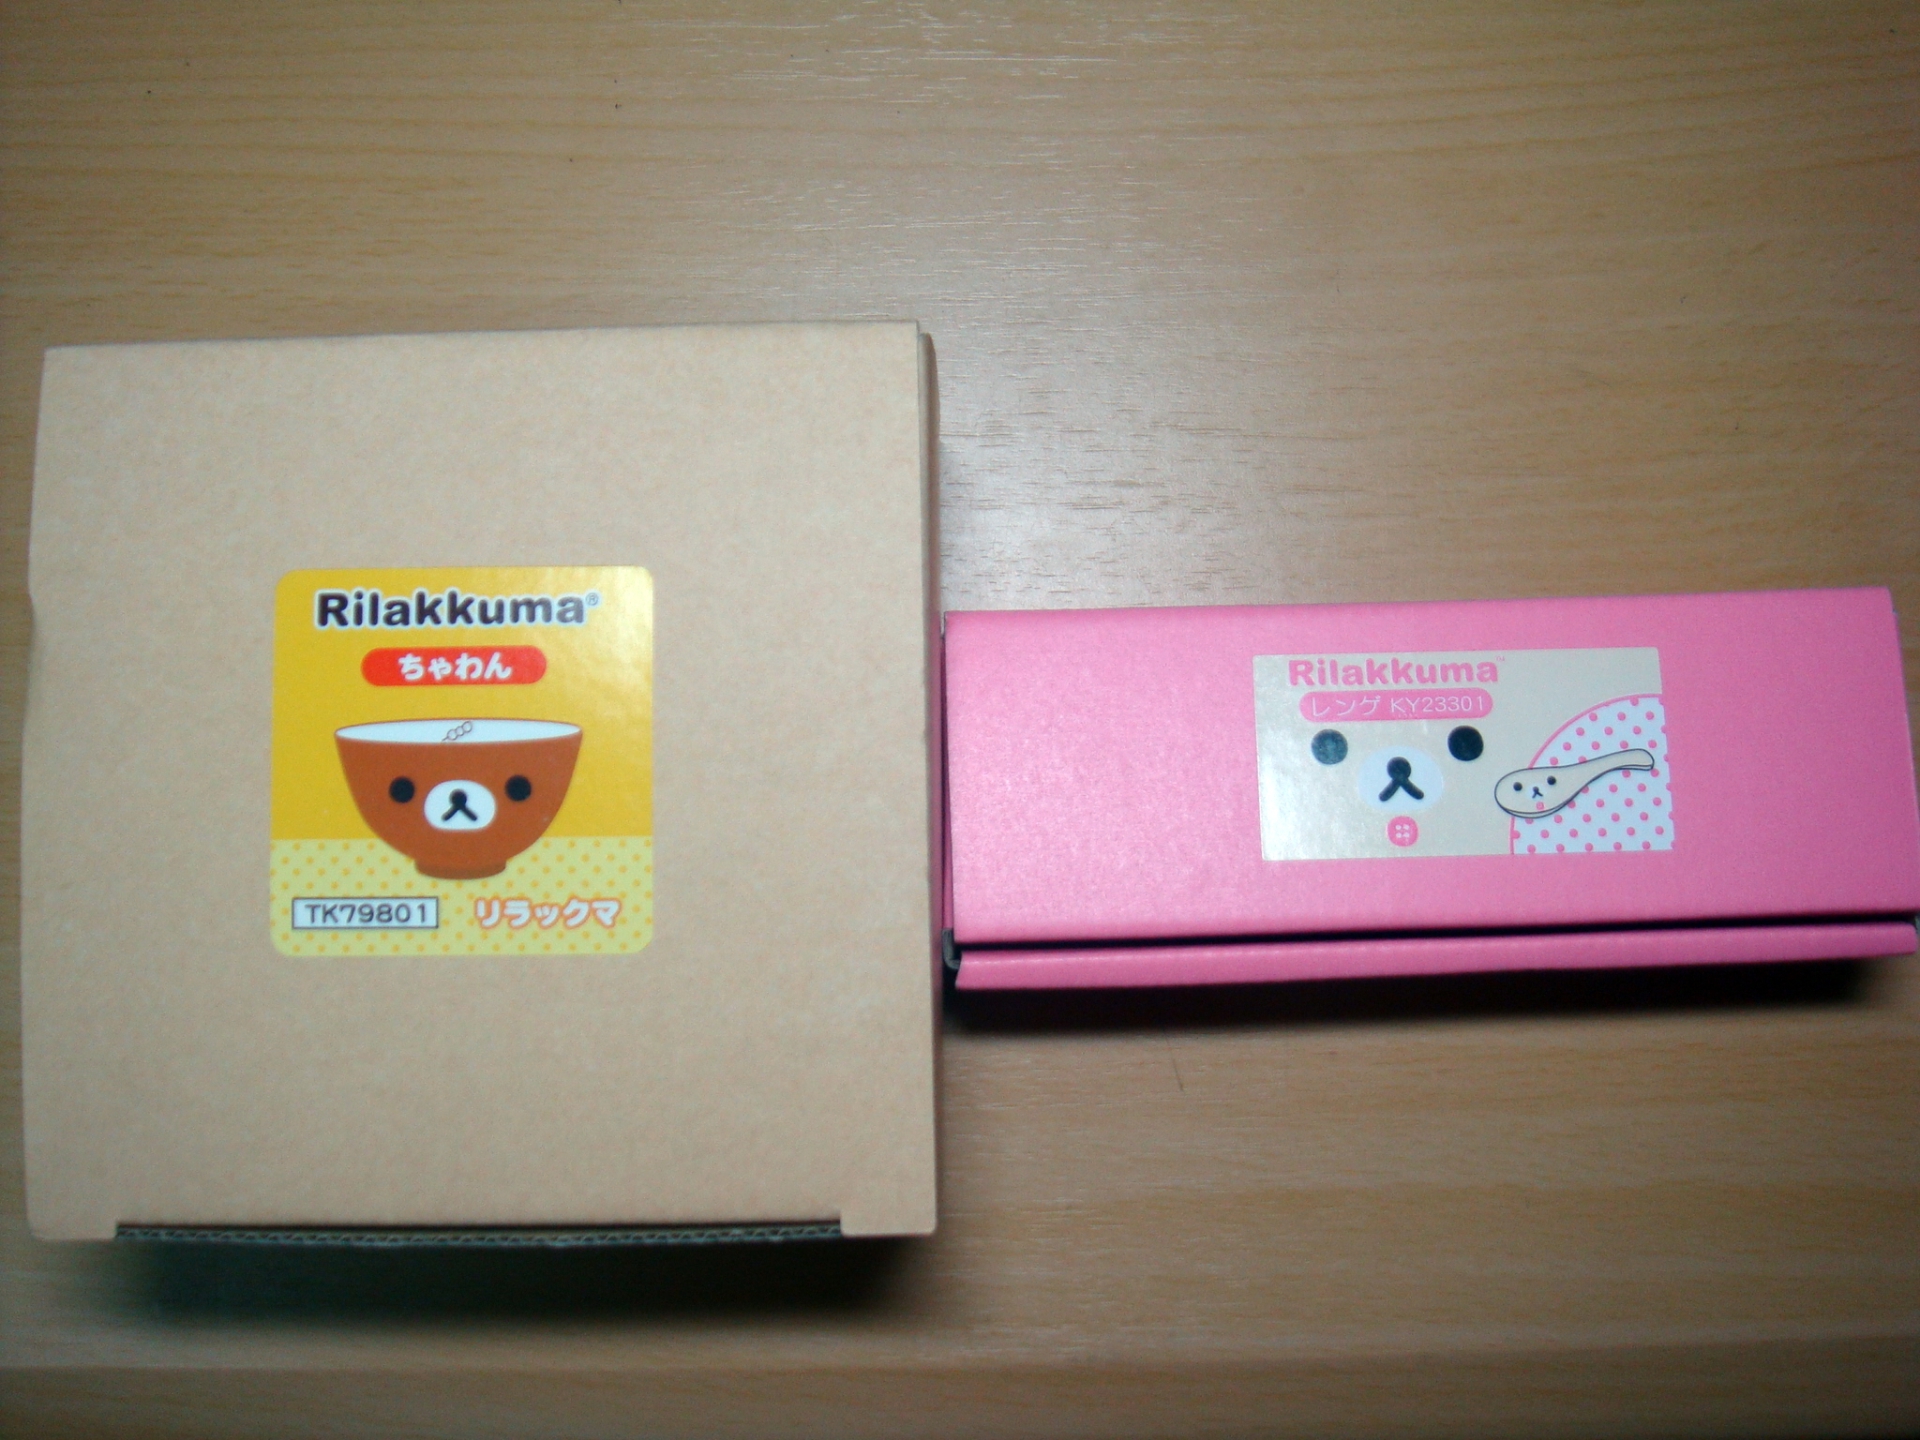 Rilakkuma®
ちゃわん
TK79801
リラックマ
Rilakkuma™
レンゲ KY23301